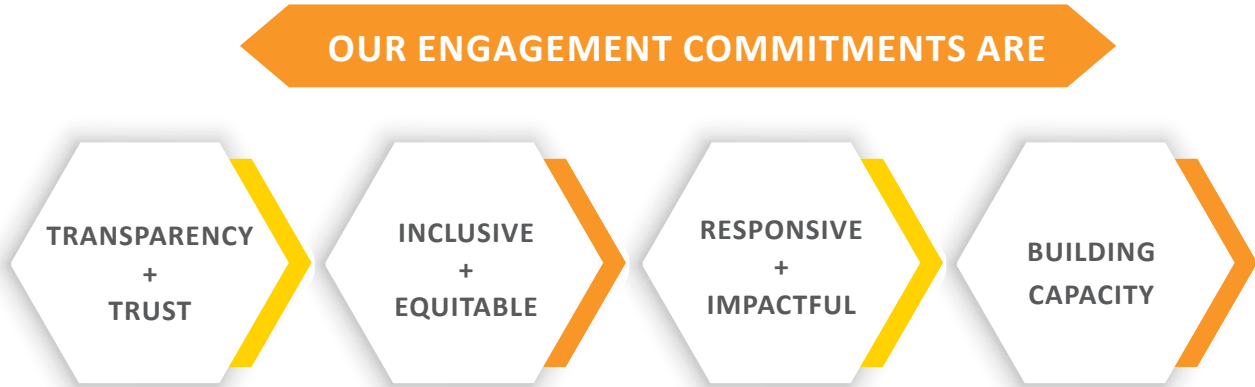 OUR ENGAGEMENT COMMITMENTS ARE
TRANSPARENCY
+
TRUST
INCLUSIVE
+
EQUITABLE
RESPONSIVE
+
IMPACTFUL
BUILDING
CAPACITY